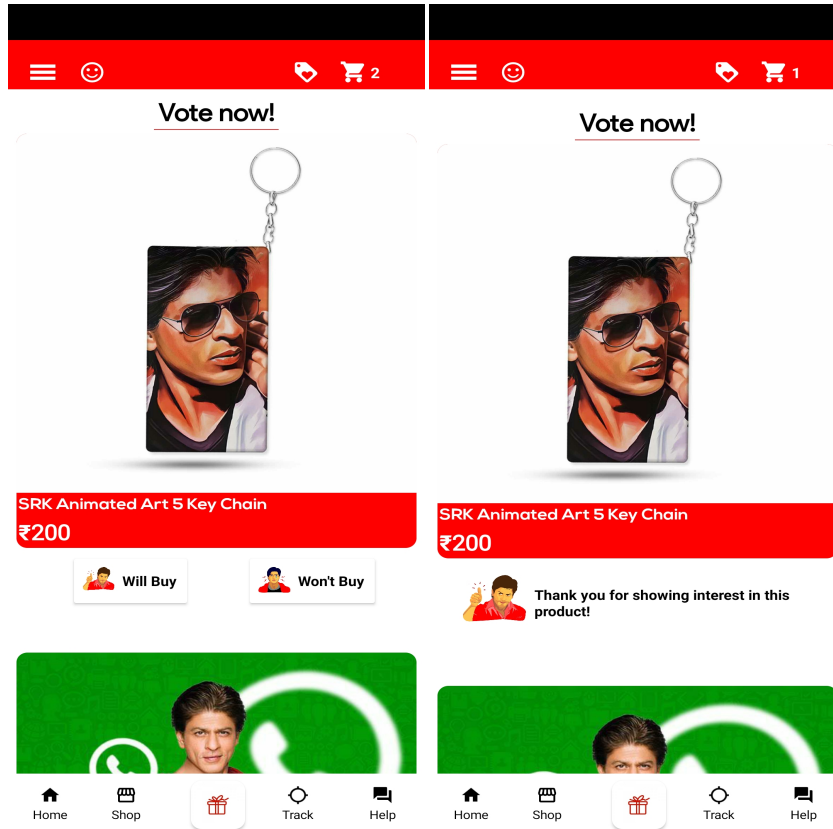 2
Vote now!
SRK Animated Art 5 Key Chain
₹200
Will Buy
Won't Buy
Home
Shop
Track
Help
1
Vote now!
SRK Animated Art 5 Key Chain
₹200
Thank you for showing interest in this
product!
Home
Shop
Track
Help